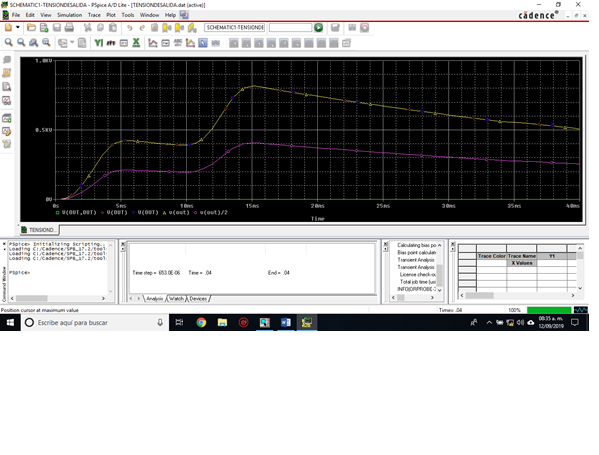 SCHEMATIC1-TENSIONDESALIDA - PSpice A/D Lite - [TENSIONDESALIDA.dat (active)]
File Edit View Simulation Trace Plot Tools Window Help
cādence
SCHEMATIC1-TENSIONDE
1.0KV
0.5KV
0V
0s 5ms 10ms 15ms 20ms 25ms 30ms 35ms 40ms
V(OUT,OUT) V(OUT) V(OUT) v(out) v(out)/2
Time
TENSIOND...
PSpice> Initializing Scripting...
Loading C:/Cadence/SPB_17.2/tool
Loading C:/Cadence/SPB_17.2/tool
Loading C:/Cadence/SPB_17.2/tool
PSpice>
Command Window
Time step = 653.0E-06 Time = .04 End = .04
Analysis Watch Devices
Calculating bias po
Bias point calculat
Transient Analysis
Transient Analysis
License check-ou
Total job time (usi
INFO(ORPROBE-3
Trace Color Trace Name Y1
X Values
Position cursor at maximum value Time= .04 100%
Escribe aquí para buscar
08:35 a. m.
12/09/2019